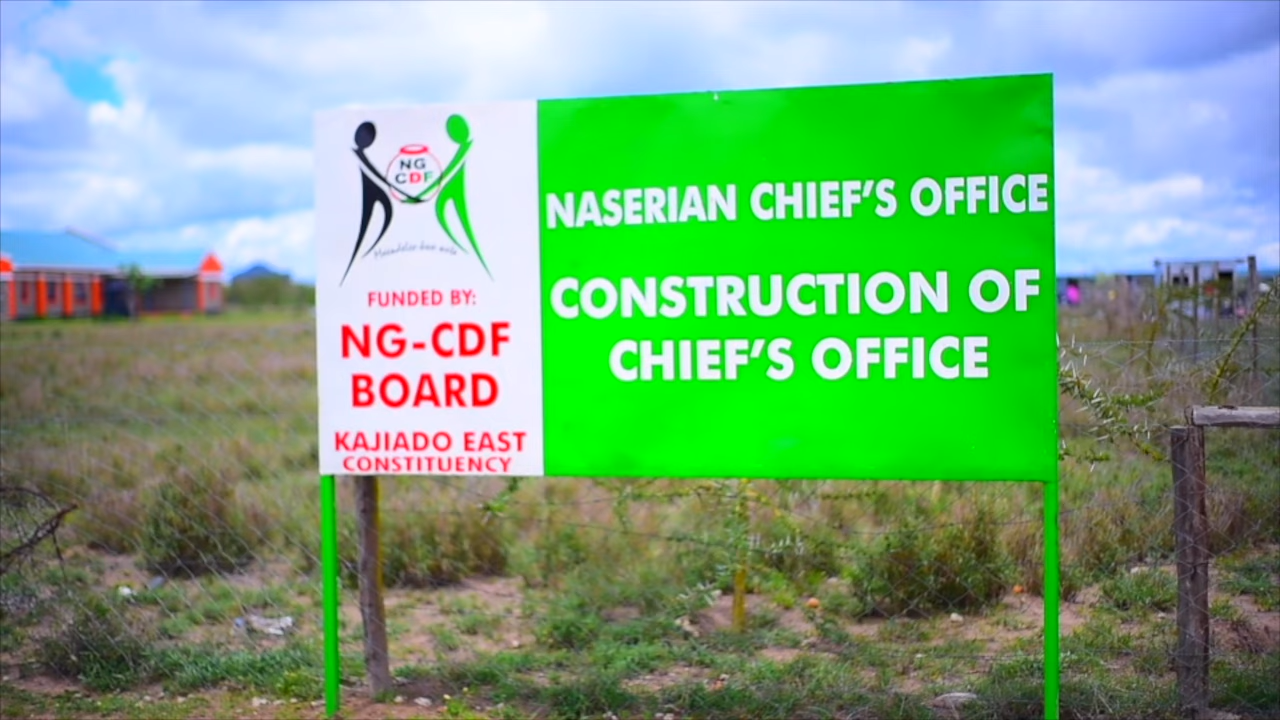 NG
CDF
FUNDED BY:
NG-CDF
BOARD
KAJIADO EAST
CONSTITUENCY
NASERIAN CHIEF'S OFFICE
CONSTRUCTION OF
CHIEF'S OFFICE